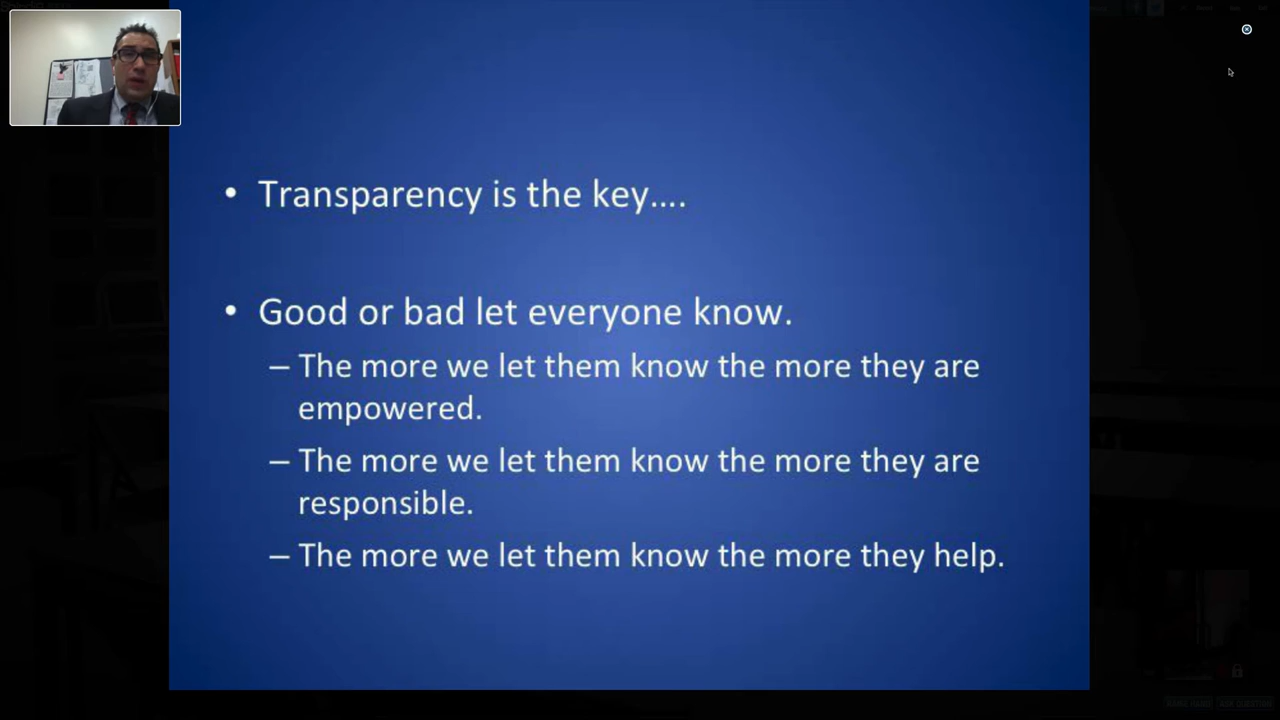 • Transparency is the key....
• Good or bad let everyone know.
– The more we let them know the more they are
empowered.
– The more we let them know the more they are
responsible.
– The more we let them know the more they help.